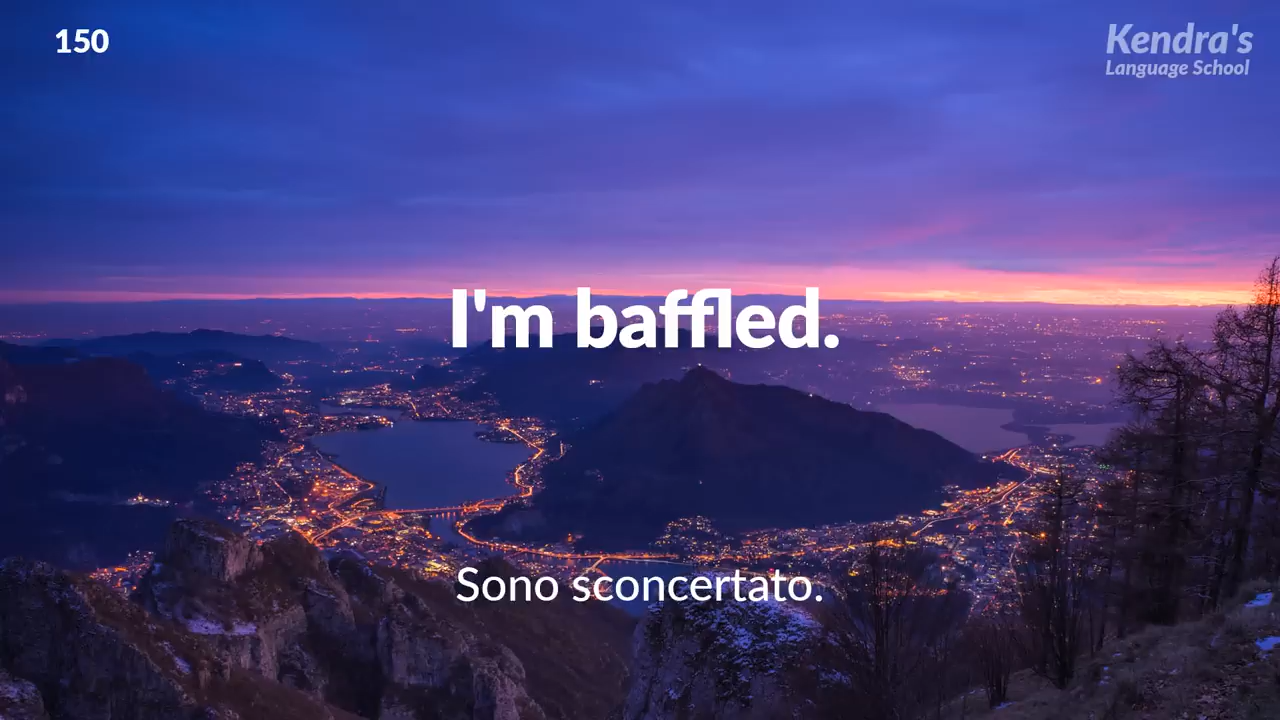 150
Kendra's
Language School
I'm baffled.
Sono sconcertato.